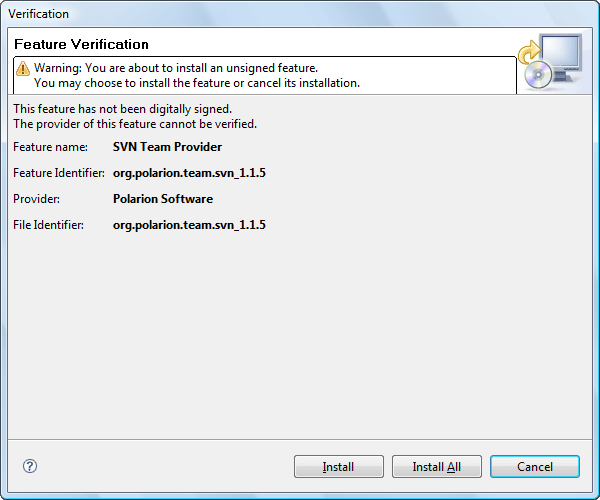 Verification
Feature Verification
Warning: You are about to install an unsigned feature.
You may choose to install the feature or cancel its installation.
This feature has not been digitally signed.
The provider of this feature cannot be verified.
Feature name: SVN Team Provider
Feature Identifier: org.polarion.team.svn_1.1.5
Provider: Polarion Software
File Identifier: org.polarion.team.svn_1.1.5
? Install Install All Cancel